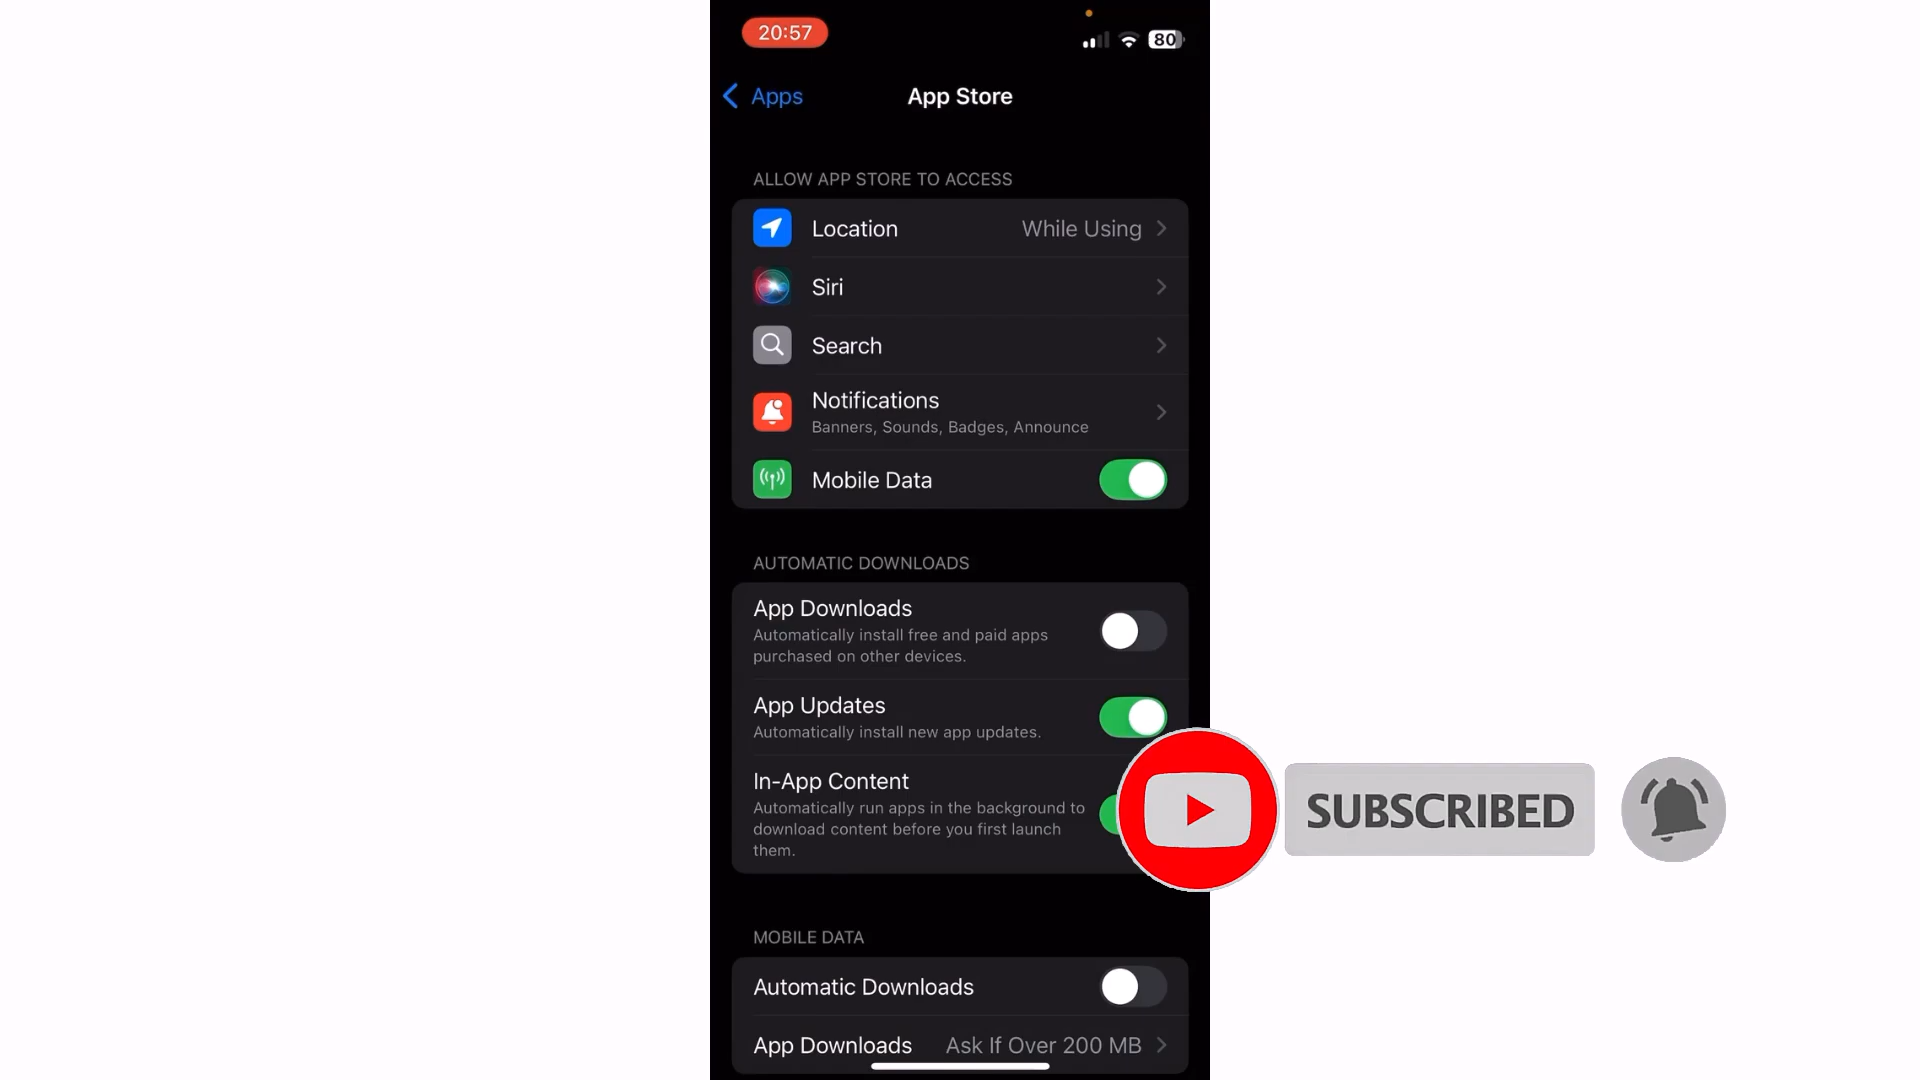 20:57
80
Apps
App Store
ALLOW APP STORE TO ACCESS
Location While Using
Siri
Search
Notifications
Banners, Sounds, Badges, Announce
Mobile Data
AUTOMATIC DOWNLOADS
App Downloads
Automatically install free and paid apps
purchased on other devices.
App Updates
Automatically install new app updates.
In-App Content
Automatically run apps in the background to
download content before you first launch
them.
SUBSCRIBED
MOBILE DATA
Automatic Downloads
App Downloads Ask If Over 200 MB